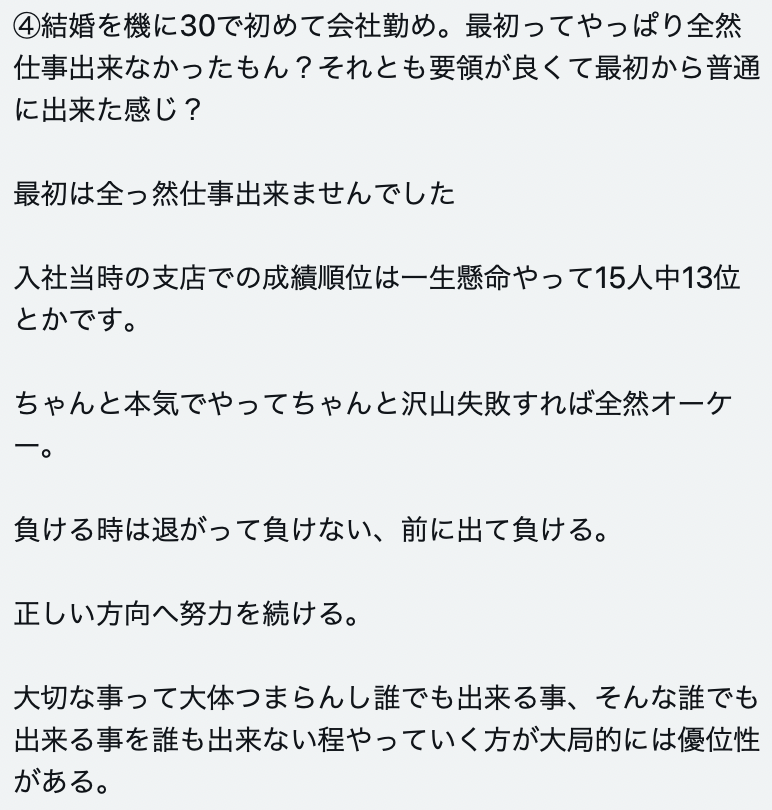 ④結婚を機に30で初めて会社勤め。最初ってやっぱり全然
仕事出来なかったもん？それとも要領が良くて最初から普通
に出来た感じ？
最初は全っ然仕事出来ませんでした
入社当時の支店での成績順位は一生懸命やって15人中13位
とかです。
ちゃんと本気でやってちゃんと沢山失敗すれば全然オーケ
ー。
負ける時は退がって負けない、前に出て負ける。
正しい方向へ努力を続ける。
大切な事って大体つまらんし誰でも出来る事、そんな誰でも
出来る事を誰も出来ない程やっていく方が大局的には優位性
がある。